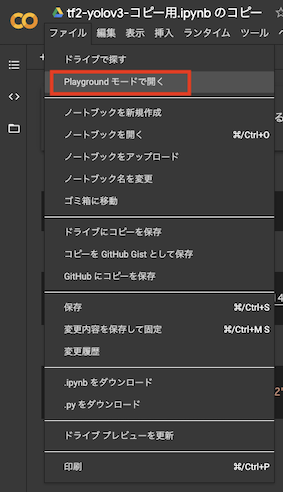 CO
tf2-yolov3-コピー用.ipynb のコピー
ファイル 編集 表示 挿入 ランタイム ツール
ドライブで探す
Playground モードで開く
ノートブックを新規作成
ノートブックを開く ⌘/Ctrl+O
ノートブックをアップロード
ノートブック名を変更
ゴミ箱に移動
ドライブにコピーを保存
コピーを GitHub Gist として保存
GitHub にコピーを保存
保存 ⌘/Ctrl+S
変更内容を保存して固定 ⌘/Ctrl+M S
変更履歴
.ipynb をダウンロード
.py をダウンロード
ドライブ プレビューを更新
印刷 ⌘/Ctrl+P